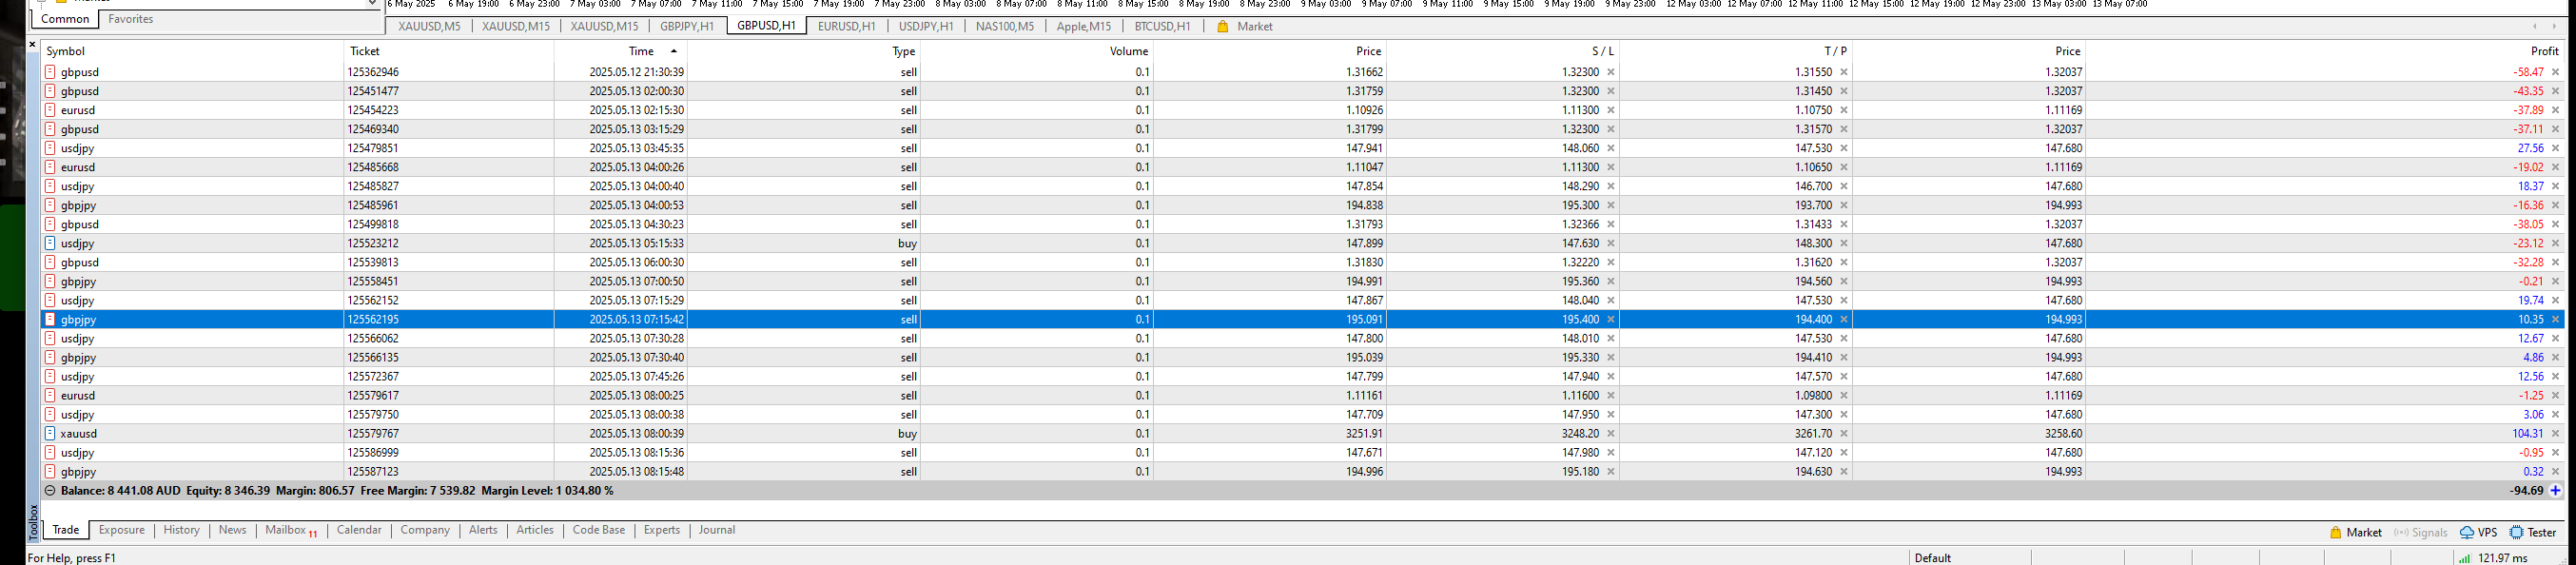 6 May 2025 6 May 19:00 6 May 23:00 7 May 03:00 7 May 07:00 7 May 11:00 7 May 15:00 7 May 19:00 7 May 23:00 8 May 03:00 8 May 07:00 8 May 11:00 8 May 15:00 8 May 19:00 8 May 23:00 9 May 03:00 9 May 07:00 9 May 11:00 9 May 15:00 9 May 19:00 9 May 23:00 12 May 03:00 12 May 07:00 12 May 11:00 12 May 15:00 12 May 19:00 12 May 23:00 13 May 03:00 13 May 07:00
Common Favorites
XAUUSD,M5 XAUUSD,M15 XAUUSD,M15 GBPJPY,H1 GBPUSD,H1 EURUSD,H1 USDJPY,H1 NAS100,M5 Apple,M15 BTCUSD,H1 Market
Symbol Ticket Time Type Volume Price S / L T / P Price Profit
gbpusd 125362946 2025.05.12 21:30:39 sell 0.1 1.31662 1.32300 1.31550 1.32037 -58.47
gbpusd 125451477 2025.05.13 02:00:30 sell 0.1 1.31759 1.32300 1.31450 1.32037 -43.35
eurusd 125454223 2025.05.13 02:15:30 sell 0.1 1.10926 1.11300 1.10750 1.11169 -37.89
gbpusd 125469340 2025.05.13 03:15:29 sell 0.1 1.31799 1.32300 1.31570 1.32037 -37.11
usdjpy 125479851 2025.05.13 03:45:35 sell 0.1 147.941 148.060 147.530 147.680 27.56
eurusd 125485668 2025.05.13 04:00:26 sell 0.1 1.11047 1.11300 1.10650 1.11169 -19.02
usdjpy 125485827 2025.05.13 04:00:40 sell 0.1 147.854 148.290 146.700 147.680 18.37
gbpjpy 125485961 2025.05.13 04:00:53 sell 0.1 194.838 195.300 193.700 194.993 -16.36
gbpusd 125499818 2025.05.13 04:30:23 sell 0.1 1.31793 1.32366 1.31433 1.32037 -38.05
usdjpy 125523212 2025.05.13 05:15:33 buy 0.1 147.899 147.630 148.300 147.680 -23.12
gbpusd 125539813 2025.05.13 06:00:30 sell 0.1 1.31830 1.32220 1.31620 1.32037 -32.28
gbpjpy 125558451 2025.05.13 07:00:50 sell 0.1 194.991 195.360 194.560 194.993 -0.21
usdjpy 125562152 2025.05.13 07:15:29 sell 0.1 147.867 148.040 147.530 147.680 19.74
gbpjpy 125562195 2025.05.13 07:15:42 sell 0.1 195.091 195.400 194.400 194.993 10.35
usdjpy 125566062 2025.05.13 07:30:28 sell 0.1 147.800 148.010 147.530 147.680 12.67
gbpjpy 125566135 2025.05.13 07:30:40 sell 0.1 195.039 195.330 194.410 194.993 4.86
usdjpy 125572367 2025.05.13 07:45:26 sell 0.1 147.799 147.940 147.570 147.680 12.56
eurusd 125579617 2025.05.13 08:00:25 sell 0.1 1.11161 1.11600 1.09800 1.11169 -1.25
usdjpy 125579750 2025.05.13 08:00:38 sell 0.1 147.709 147.950 147.300 147.680 3.06
xauusd 125579767 2025.05.13 08:00:39 buy 0.1 3251.91 3248.20 3261.70 3258.60 104.31
usdjpy 125586999 2025.05.13 08:15:36 sell 0.1 147.671 147.980 147.120 147.680 -0.95
gbpjpy 125587123 2025.05.13 08:15:48 sell 0.1 194.996 195.180 194.630 194.993 0.32
Balance: 8 441.08 AUD Equity: 8 346.39 Margin: 806.57 Free Margin: 7 539.82 Margin Level: 1 034.80 % -94.69
Toolbox
Trade Exposure History News Mailbox 11 Calendar Company Alerts Articles Code Base Experts Journal Market Signals VPS Tester
For Help, press F1 Default 121.97 ms